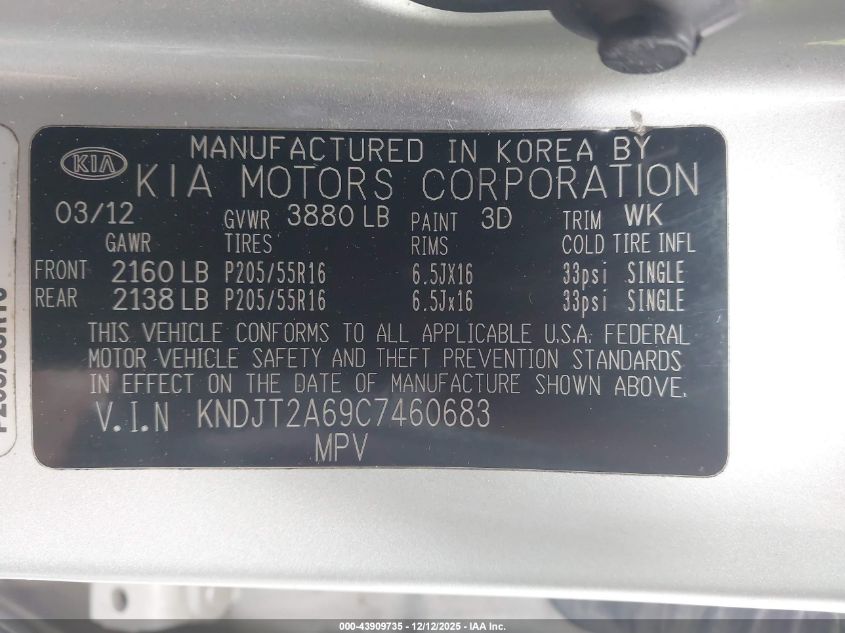 KIA
MANUFACTURED IN KOREA BY
KIA MOTORS CORPORATION
03/12 GVWR 3880 LB PAINT 3D TRIM WK
GAWR TIRES RIMS COLD TIRE INFL
FRONT 2160 LB P205/55R16 6.5JX16 33psi SINGLE
REAR 2138 LB P205/55R16 6.5Jx16 33psi SINGLE
THIS VEHICLE CONFORMS TO ALL APPLICABLE U.S.A. FEDERAL
MOTOR VEHICLE SAFETY AND THEFT PREVENTION STANDARDS
IN EFFECT ON THE DATE OF MANUFACTURE SHOWN ABOVE.
V.I.N KNDJT2A69C7460683
MPV
000-43909735 - 12/12/2025 - IAA Inc.